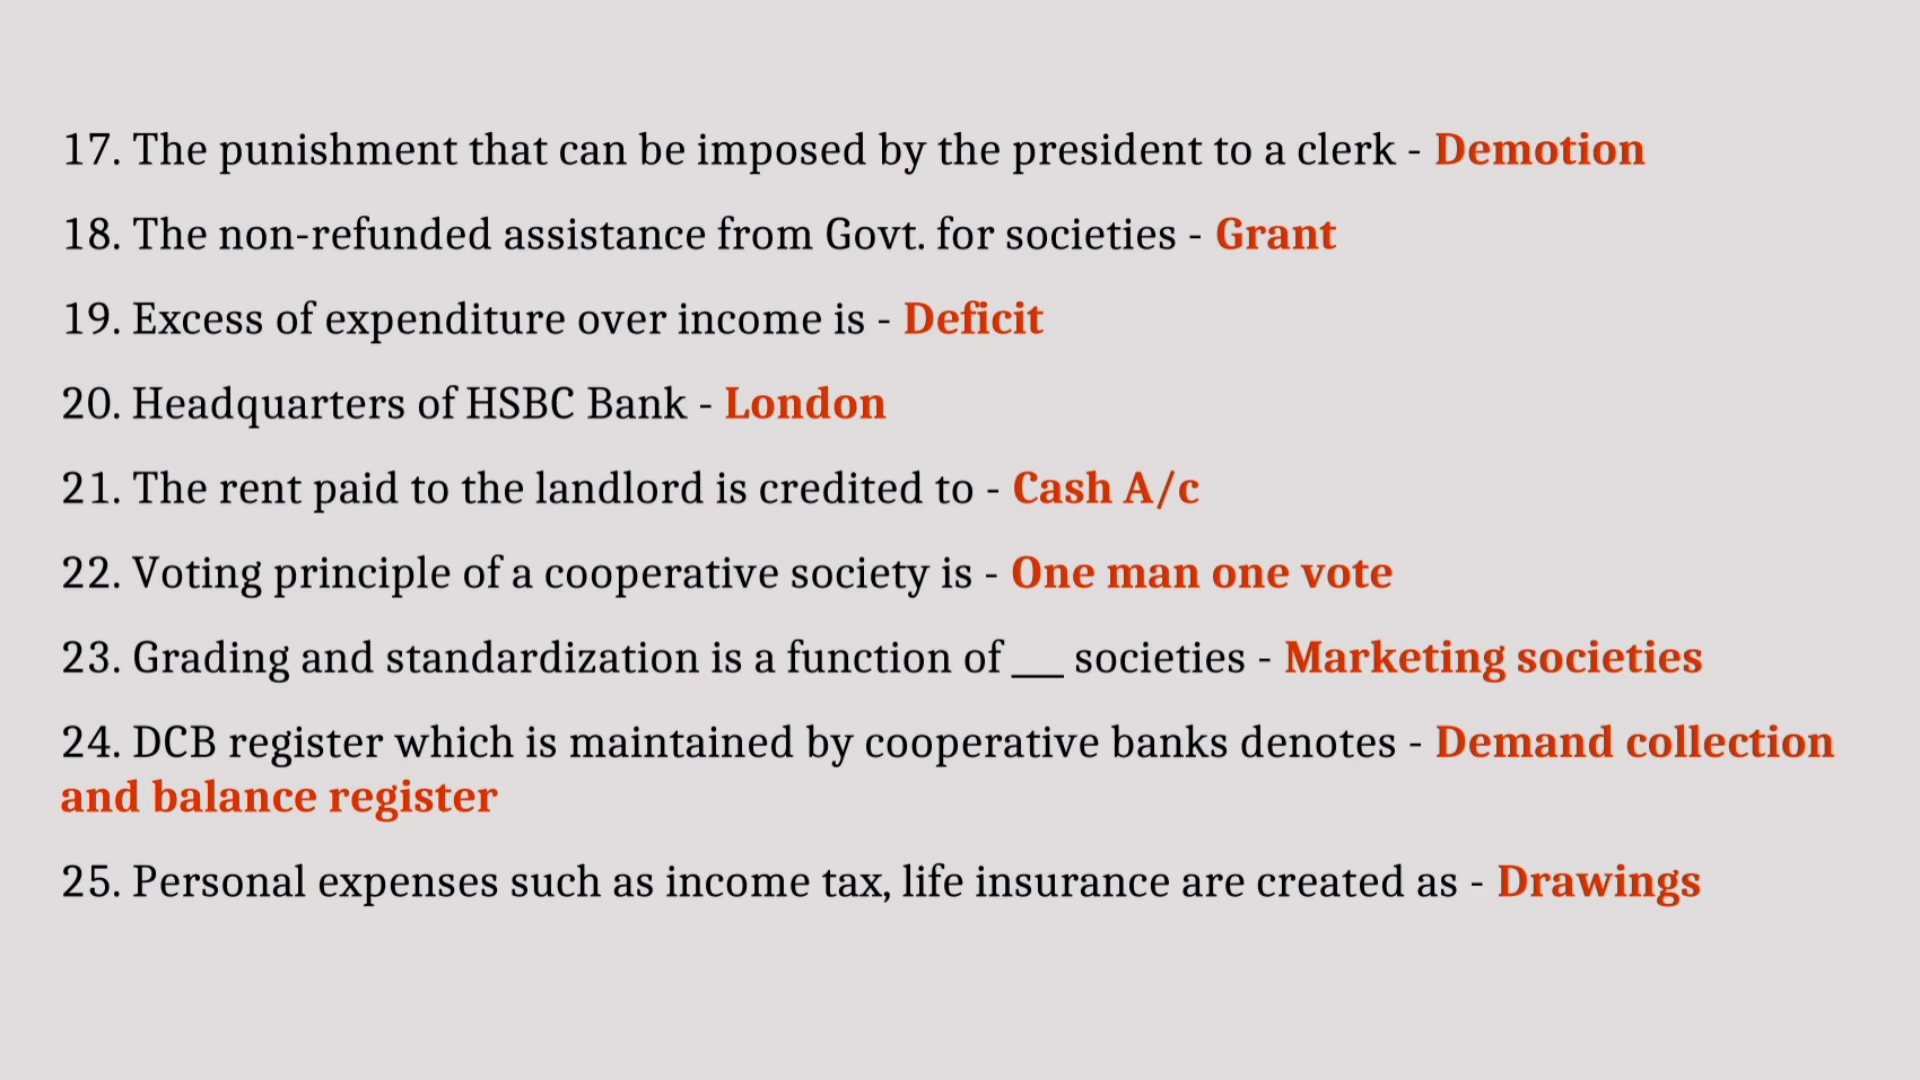 17. The punishment that can be imposed by the president to a clerk - Demotion
18. The non-refunded assistance from Govt. for societies - Grant
19. Excess of expenditure over income is - Deficit
20. Headquarters of HSBC Bank - London
21. The rent paid to the landlord is credited to - Cash A/c
22. Voting principle of a cooperative society is - One man one vote
23. Grading and standardization is a function of ___ societies - Marketing societies
24. DCB register which is maintained by cooperative banks denotes - Demand collection
and balance register
25. Personal expenses such as income tax, life insurance are created as - Drawings